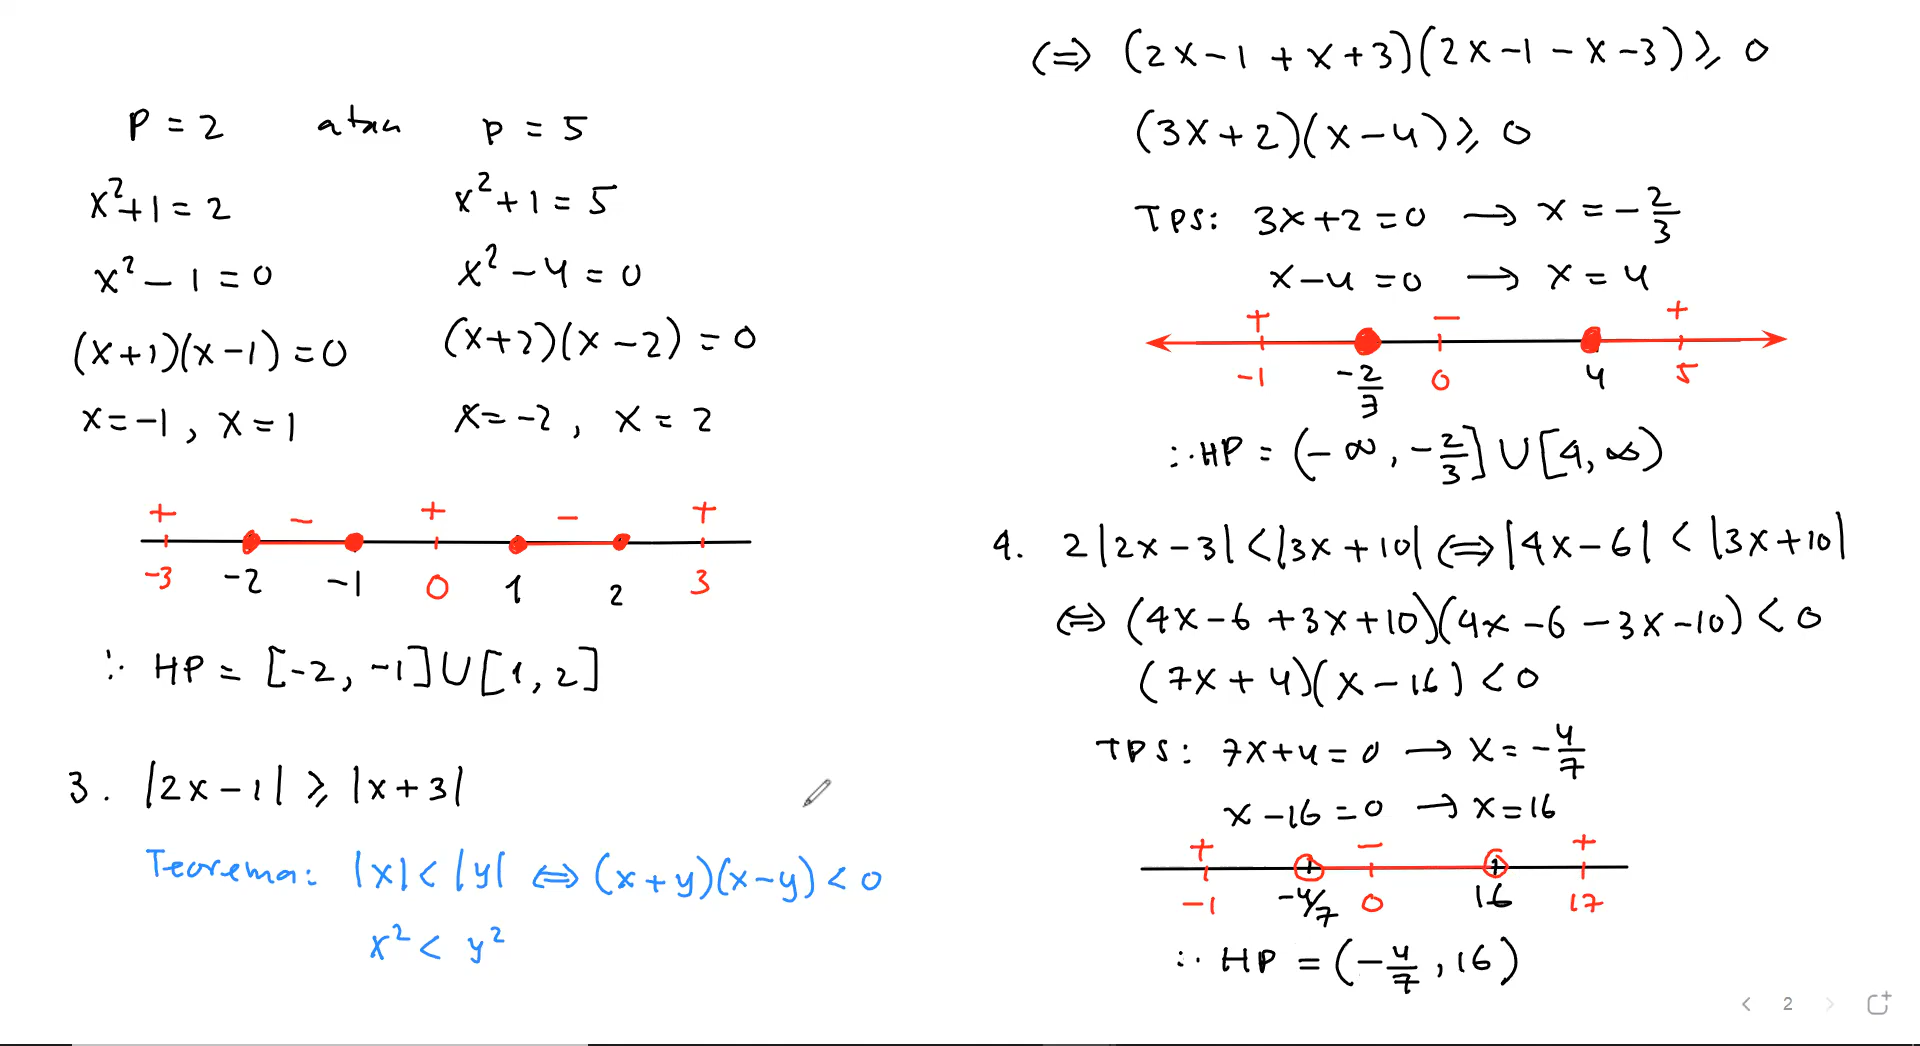 P = 2 atau p = 5
x²+1 = 2 x²+1 = 5
x² − 1 = 0 x² − 4 = 0
(x+1)(x−1) = 0 (x+2)(x−2) = 0
x = −1, x = 1 x = −2, x = 2
+ − + − +
−3 −2 −1 0 1 2 3
∴ HP = [−2, −1] ∪ [1, 2]
3. |2x − 1| ≥ |x + 3|
Teorema: |x| < |y| ⇔ (x + y)(x − y) < 0
x² < y²
⇔ (2x − 1 + x + 3)(2x − 1 − x − 3) ≥ 0
(3x + 2)(x − 4) ≥ 0
TPS: 3x + 2 = 0 → x = −2/3
x − 4 = 0 → x = 4
+ − +
−1 −2/3 0 4 5
∴ HP = (−∞, −2/3] ∪ [4, ∞)
4. 2|2x − 3| < |3x + 10| ⇔ |4x − 6| < |3x + 10|
⇔ (4x − 6 + 3x + 10)(4x − 6 − 3x − 10) < 0
(7x + 4)(x − 16) < 0
TPS: 7x + 4 = 0 → x = −4/7
x − 16 = 0 → x = 16
+ − +
−1 −4/7 0 16 17
∴ HP = (−4/7, 16)
< 2 >